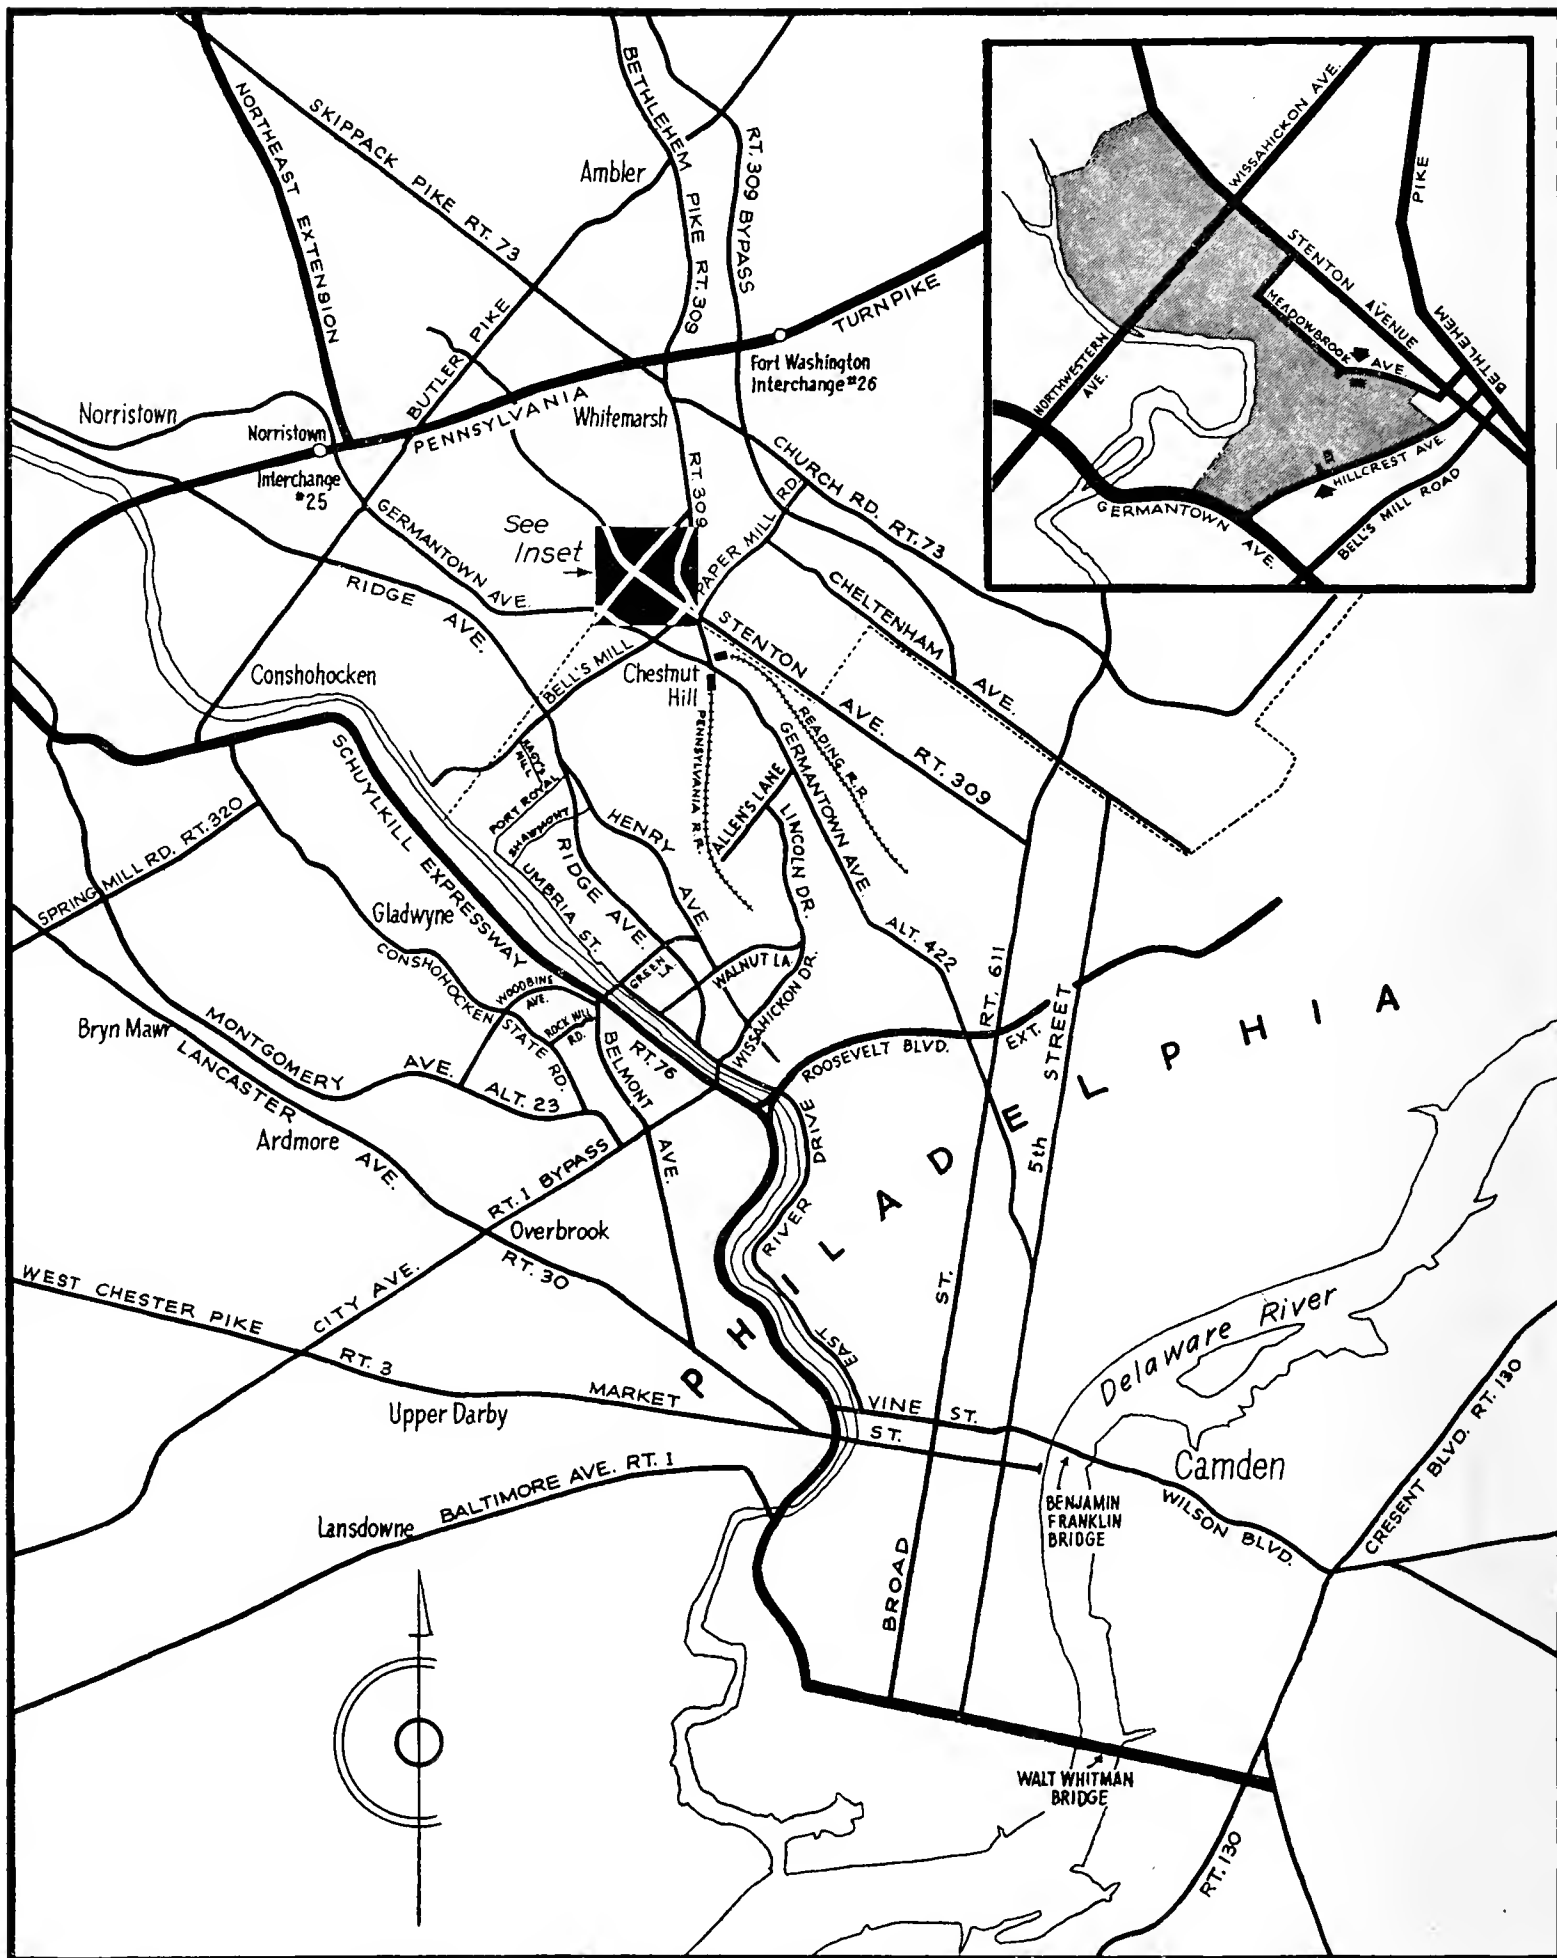 NORTHEAST EXTENSION
SKIPPACK PIKE RT. 73
BETHLEHEM PIKE RT. 309
RT. 309 BYPASS
Ambler
BUTLER PIKE
PENNSYLVANIA TURNPIKE
Fort Washington
Interchange #26
Whitemarsh
Norristown
Norristown
Interchange
#25
GERMANTOWN AVE.
RIDGE AVE.
See
Inset
RT. 309
PAPER MILL RD.
CHURCH RD. RT. 73
CHELTENHAM AVE.
STENTON AVE. RT. 309
BELL'S MILL
Chestnut
Hill
Conshohocken
SCHUYLKILL EXPRESSWAY
SPRING MILL RD. RT. 320
HAGY'S
MILL
PORT ROYAL
SHAWMONT
UMBRIA ST.
RIDGE AVE.
HENRY AVE.
PENNSYLVANIA R.R.
READING R.R.
ALLEN'S LANE
LINCOLN DR.
GERMANTOWN AVE.
ALT. 422
Gladwyne
CONSHOHOCKEN STATE RD.
WOODBINE
AVE.
ROCK HILL
RD.
GREEN
LA.
WALNUT LA.
WISSAHICKON DR.
BELMONT AVE.
RT. 76
Bryn Mawr
MONTGOMERY AVE.
ALT. 23
LANCASTER AVE.
Ardmore
RT. 1 BYPASS
Overbrook
RT. 30
CITY AVE.
WEST CHESTER PIKE
RT. 3
MARKET ST.
Upper Darby
BALTIMORE AVE. RT. 1
Lansdowne
ROOSEVELT BLVD.
EXT.
RT. 611
BROAD ST.
5th STREET
EAST RIVER DRIVE
PHILADELPHIA
VINE ST.
Delaware River
Camden
BENJAMIN
FRANKLIN
BRIDGE
WILSON BLVD.
CRESENT BLVD. RT. 130
WALT WHITMAN
BRIDGE
RT. 130
WISSAHICKON AVE.
BETHLEHEM PIKE
STENTON AVENUE
MEADOWBROOK AVE.
NORTHWESTERN
AVE.
HILLCREST AVE.
BELL'S MILL ROAD
GERMANTOWN AVE.